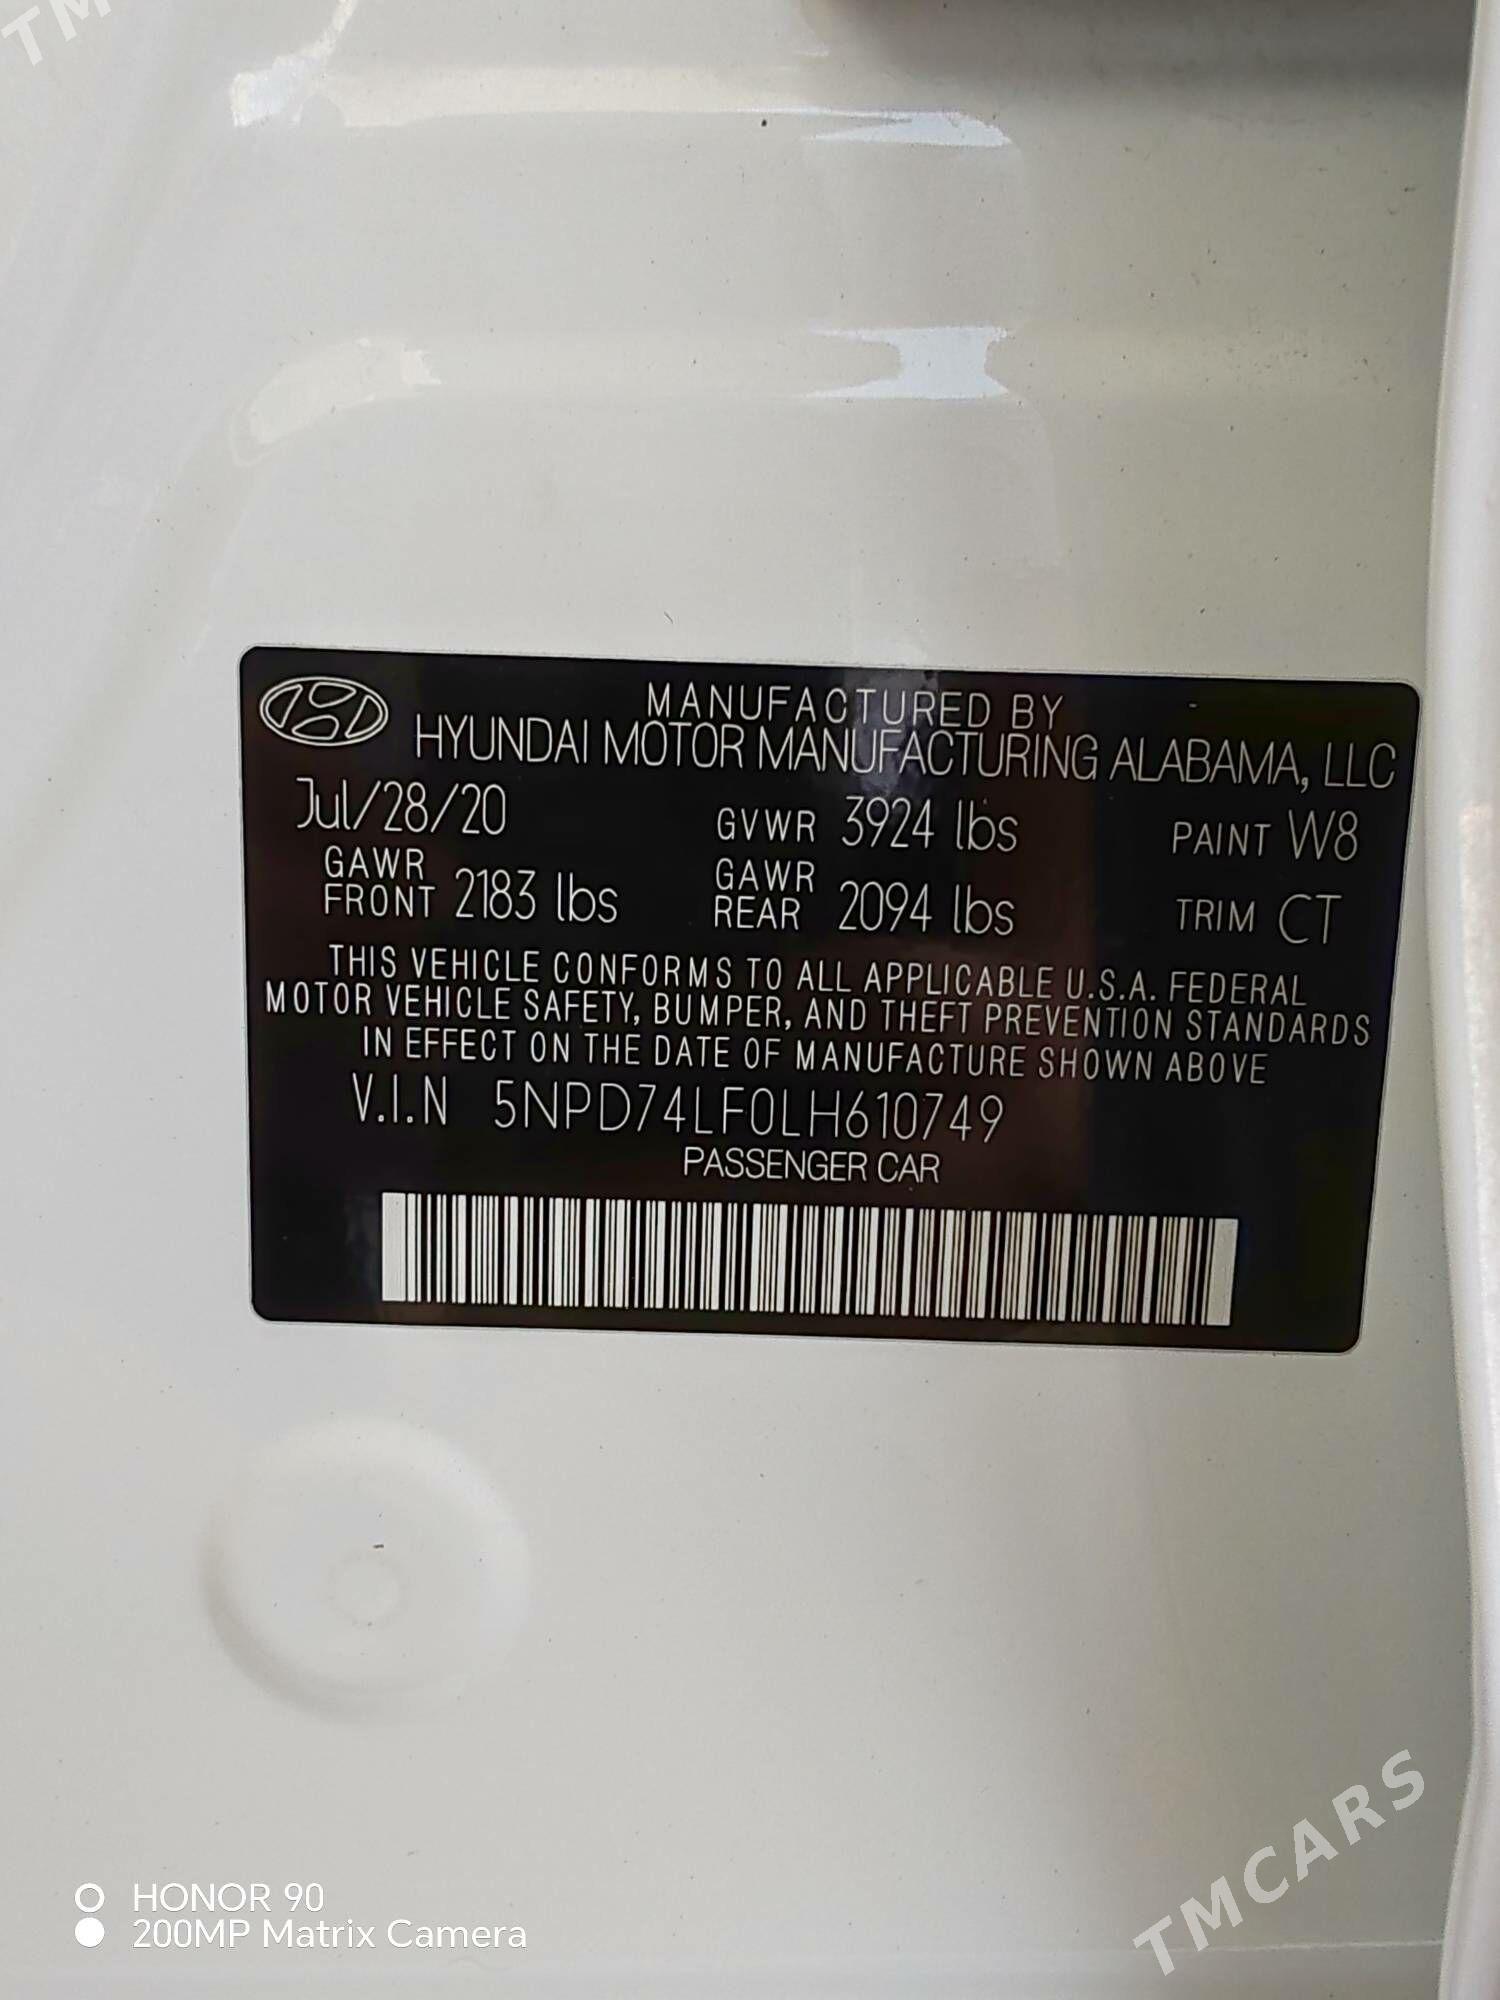 TM
MANUFACTURED BY
HYUNDAI MOTOR MANUFACTURING ALABAMA, LLC
Jul/28/20 GVWR 3924 lbs PAINT W8
GAWR FRONT 2183 lbs GAWR REAR 2094 lbs TRIM CT
THIS VEHICLE CONFORMS TO ALL APPLICABLE U.S.A. FEDERAL
MOTOR VEHICLE SAFETY, BUMPER, AND THEFT PREVENTION STANDARDS
IN EFFECT ON THE DATE OF MANUFACTURE SHOWN ABOVE
V.I.N 5NPD74LF0LH610749
PASSENGER CAR
TMCARS
HONOR 90
200MP Matrix Camera